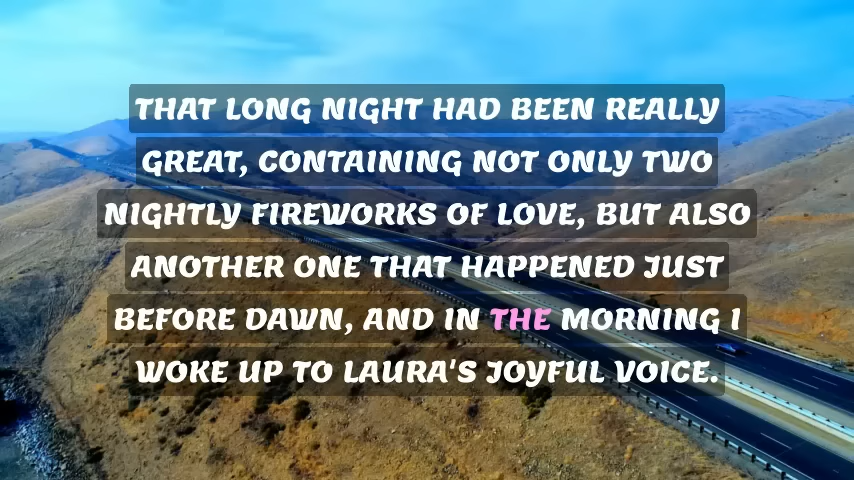 THAT LONG NIGHT HAD BEEN REALLY
GREAT, CONTAINING NOT ONLY TWO
NIGHTLY FIREWORKS OF LOVE, BUT ALSO
ANOTHER ONE THAT HAPPENED JUST
BEFORE DAWN, AND IN THE MORNING I
WOKE UP TO LAURA'S JOYFUL VOICE.